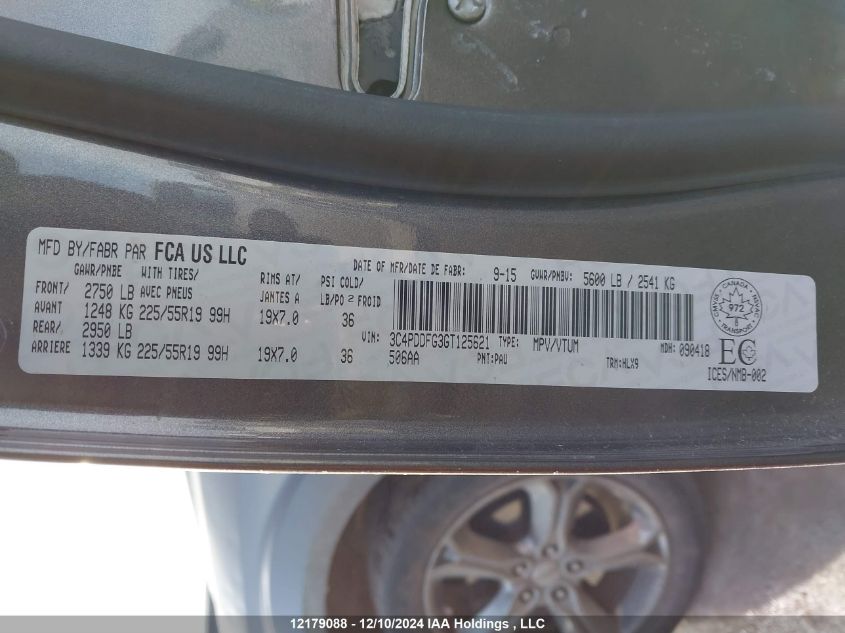 MFD BY/FABR PAR FCA US LLC
DATE OF MFR/DATE DE FABR: 9-15 GVWR/PNBV: 5600 LB / 2541 KG
GAWR/PNBE WITH TIRES/ RIMS AT/ PSI COLD/
FRONT/ 2750 LB AVEC PNEUS JANTES A LB/PO 2 FROID
AVANT 1248 KG 225/55R19 99H 19X7.0 36
REAR/ 2950 LB
ARRIERE 1339 KG 225/55R19 99H 19X7.0 36
VIN: 3C4PDDFG3GT125621 TYPE: MPV/VTUM MDH: 090418
506AA PNT:PAU TRM:HLX9
CANADA
972
TRANSPORT
EC
ICES/NMB-002
12179088 - 12/10/2024 IAA Holdings , LLC